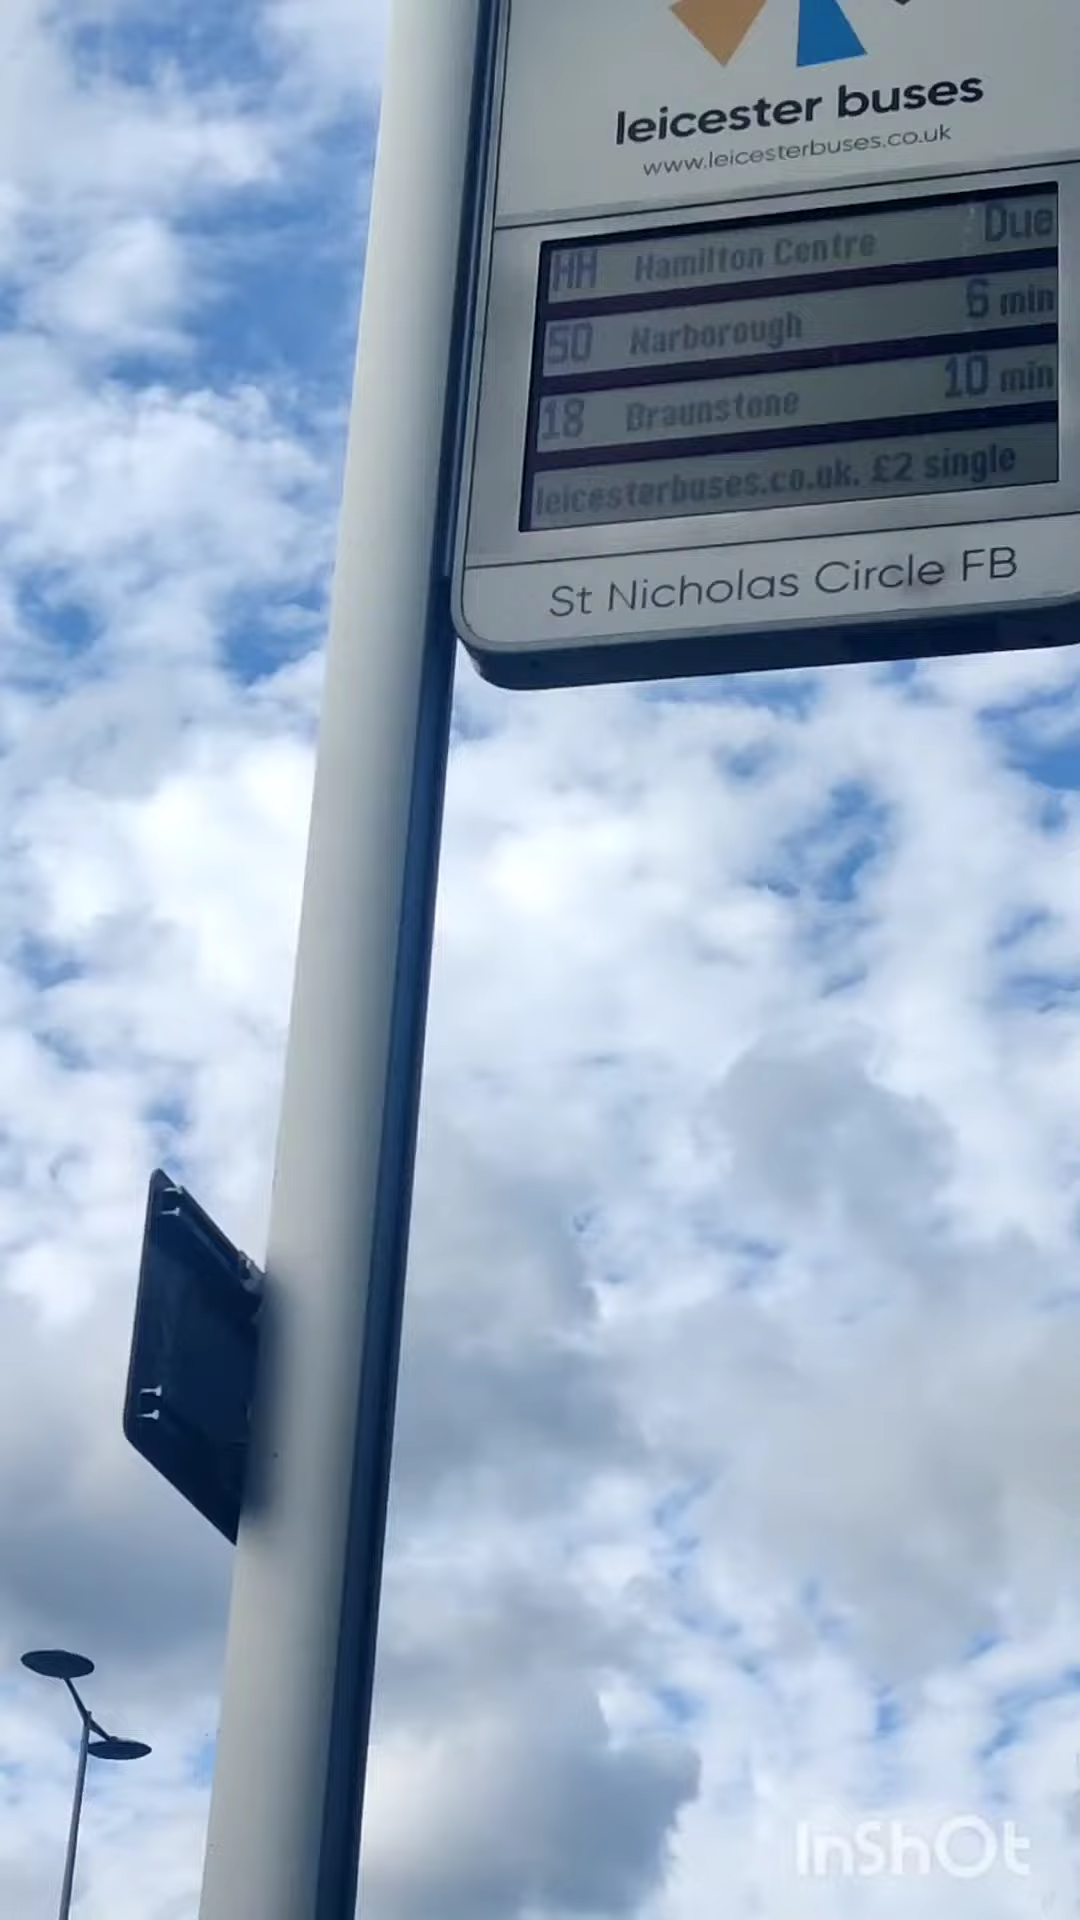 leicester buses
www.leicesterbuses.co.uk
HH Hamilton Centre Due
50 Narborough 6 min
18 Braunstone 10 min
leicesterbuses.co.uk. £2 single
St Nicholas Circle FB
InShOt